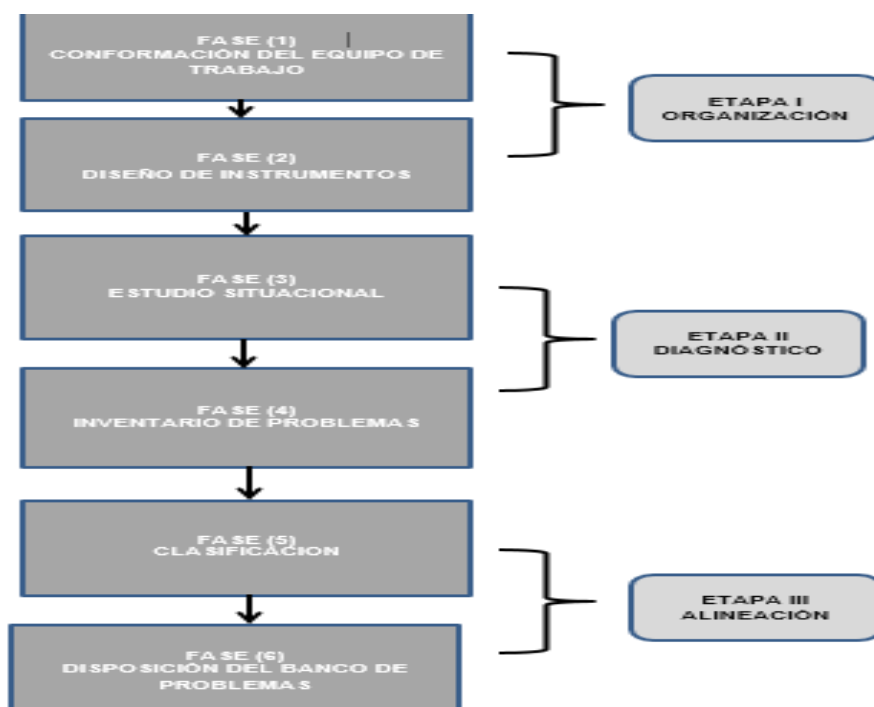 FASE (1)
CONFORMACIÓN DEL EQUIPO DE
TRABAJO
ETAPA I
ORGANIZACIÓN
FASE (2)
DISEÑO DE INSTRUMENTOS
FASE (3)
ESTUDIO SITUACIONAL
ETAPA II
DIAGNÓSTICO
FASE (4)
INVENTARIO DE PROBLEMAS
FASE (5)
CLASIFICACION
ETAPA III
ALINEACIÓN
FASE (6)
DISPOSICIÓN DEL BANCO DE
PROBLEMAS